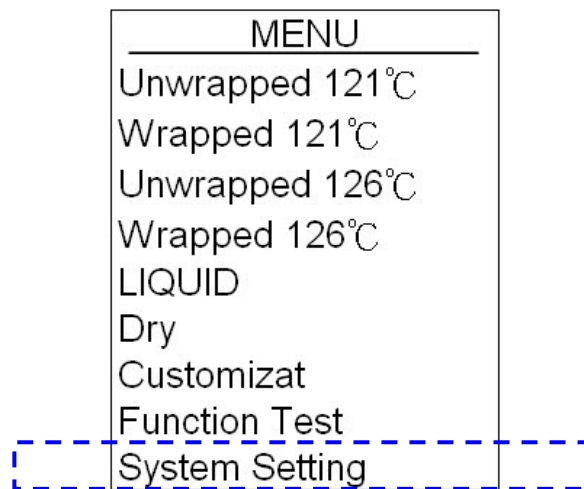 MENU
Unwrapped 121℃
Wrapped 121℃
Unwrapped 126℃
Wrapped 126℃
LIQUID
Dry
Customizat
Function Test
System Setting